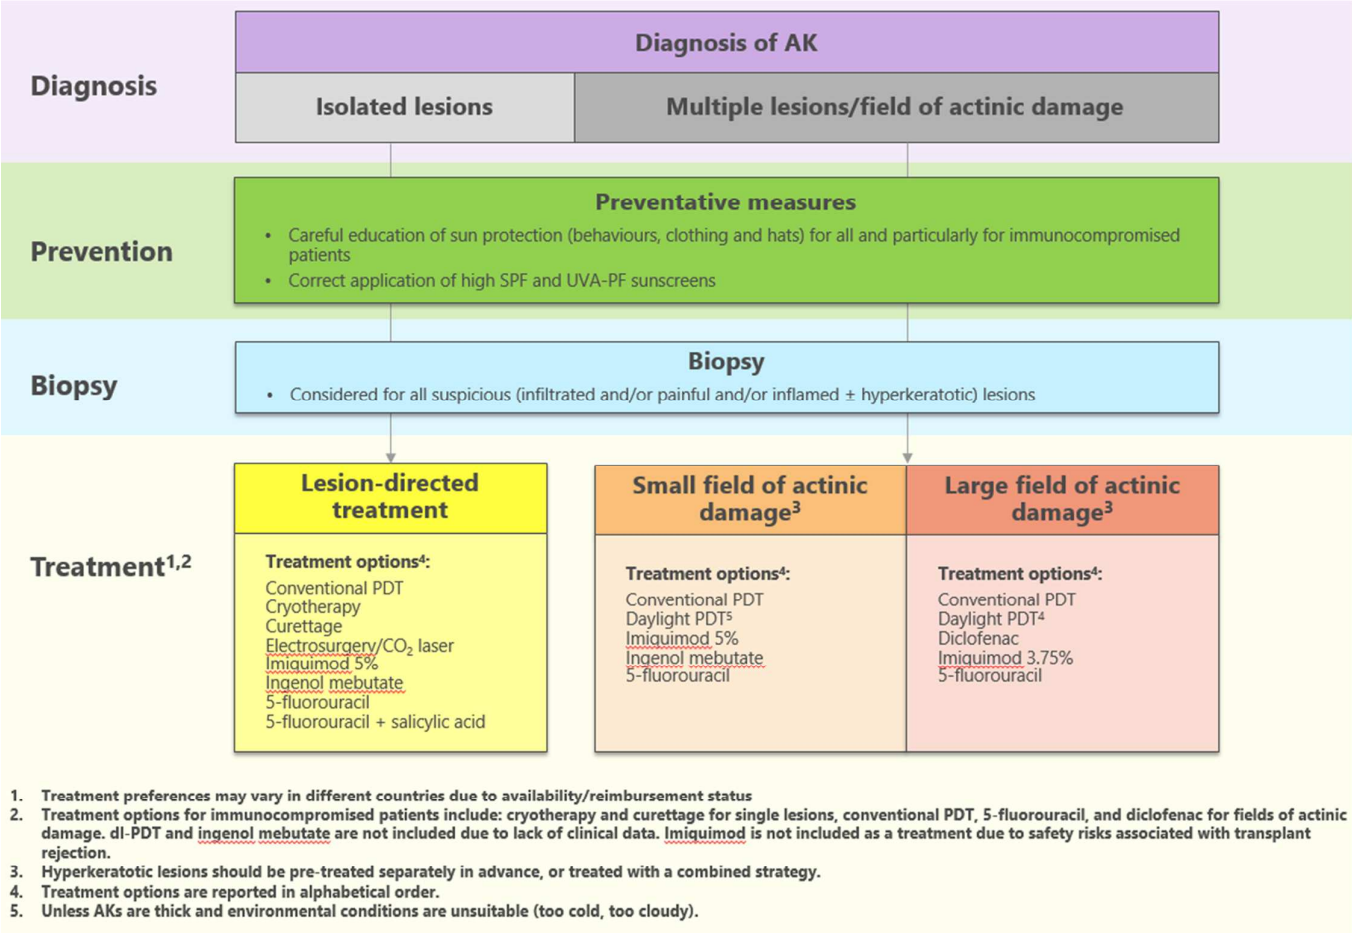 Diagnosis
Diagnosis of AK
Isolated lesions
Multiple lesions/field of actinic damage
Prevention
Preventative measures
• Careful education of sun protection (behaviours, clothing and hats) for all and particularly for immunocompromised
patients
• Correct application of high SPF and UVA-PF sunscreens
Biopsy
Biopsy
• Considered for all suspicious (infiltrated and/or painful and/or inflamed ± hyperkeratotic) lesions
Treatment¹,²
Lesion-directed
treatment
Treatment options⁴:
Conventional PDT
Cryotherapy
Curettage
Electrosurgery/CO₂ laser
Imiquimod 5%
Ingenol mebutate
5-fluorouracil
5-fluorouracil + salicylic acid
Small field of actinic
damage³
Treatment options⁴:
Conventional PDT
Daylight PDT⁵
Imiquimod 5%
Ingenol mebutate
5-fluorouracil
Large field of actinic
damage³
Treatment options⁴:
Conventional PDT
Daylight PDT⁴
Diclofenac
Imiquimod 3.75%
5-fluorouracil
1. Treatment preferences may vary in different countries due to availability/reimbursement status
2. Treatment options for immunocompromised patients include: cryotherapy and curettage for single lesions, conventional PDT, 5-fluorouracil, and diclofenac for fields of actinic
damage. dl-PDT and ingenol mebutate are not included due to lack of clinical data. Imiquimod is not included as a treatment due to safety risks associated with transplant
rejection.
3. Hyperkeratotic lesions should be pre-treated separately in advance, or treated with a combined strategy.
4. Treatment options are reported in alphabetical order.
5. Unless AKs are thick and environmental conditions are unsuitable (too cold, too cloudy).